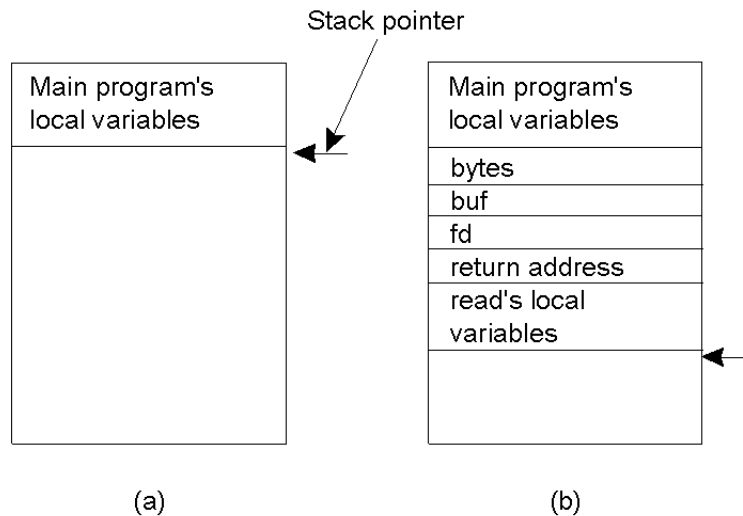 Stack pointer
Main program's
local variables
Main program's
local variables
bytes
buf
fd
return address
read's local
variables
(a)
(b)